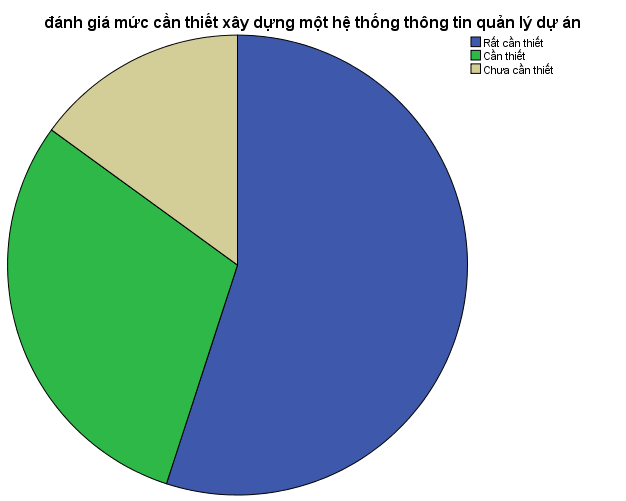 đánh giá mức cần thiết xây dựng một hệ thống thông tin quản lý dự án
Rất cần thiết
Cần thiết
Chưa cần thiết